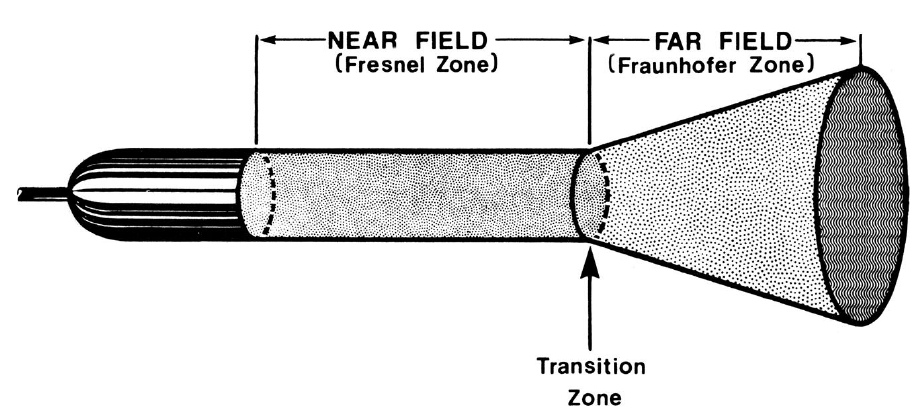 NEAR FIELD
(Fresnel Zone)
FAR FIELD
(Fraunhofer Zone)
Transition
Zone